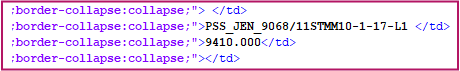 ;border-collapse:collapse;"> </td>
;border-collapse:collapse;">PSS_JEN_9068/11STMM10-1-17-L1 </td>
;border-collapse:collapse;">9410.000</td>
;border-collapse:collapse;"></td>